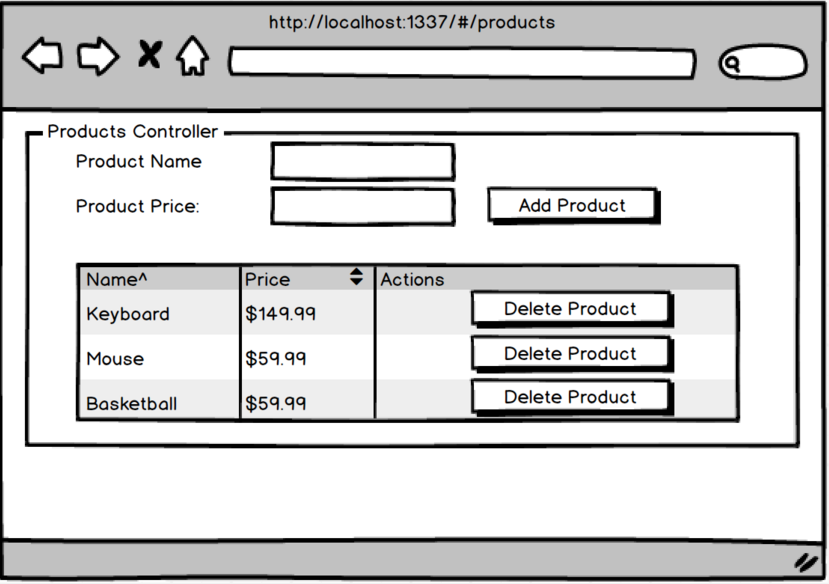 http://localhost:1337/#/products
Products Controller
Product Name
Product Price:
Add Product
Name^ Price Actions
Keyboard $149.99 Delete Product
Mouse $59.99 Delete Product
Basketball $59.99 Delete Product